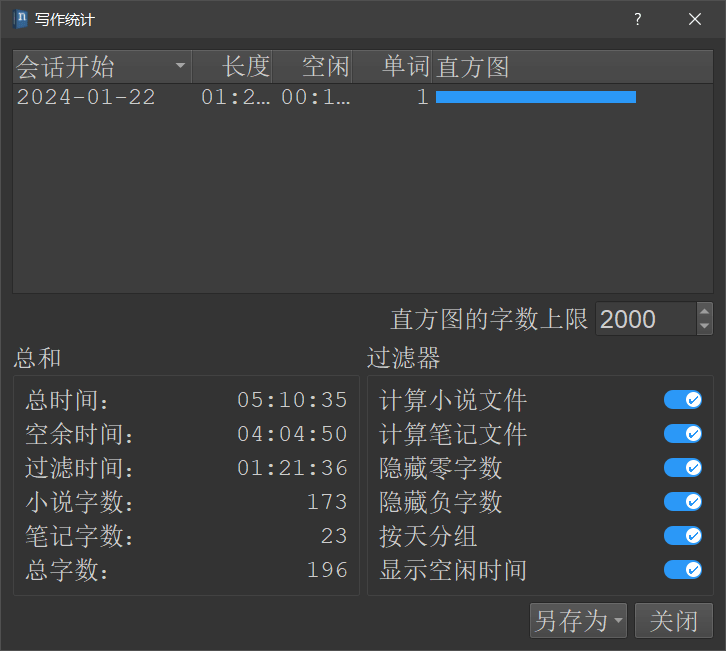 写作统计
会话开始 长度 空闲 单词 直方图
2024-01-22 01:2… 00:1… 1
直方图的字数上限 2000
总和
总时间： 05:10:35
空余时间： 04:04:50
过滤时间： 01:21:36
小说字数： 173
笔记字数： 23
总字数： 196
过滤器
计算小说文件
计算笔记文件
隐藏零字数
隐藏负字数
按天分组
显示空闲时间
另存为 关闭